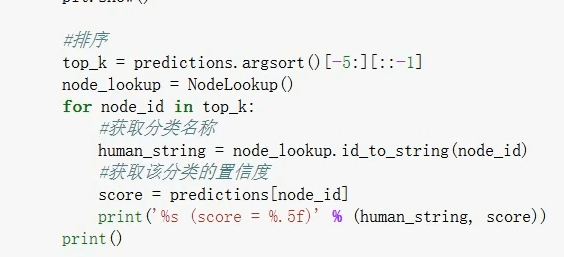 plt.show()
#排序
top_k = predictions.argsort()[-5:][::-1]
node_lookup = NodeLookup()
for node_id in top_k:
#获取分类名称
human_string = node_lookup.id_to_string(node_id)
#获取该分类的置信度
score = predictions[node_id]
print('%s (score = %.5f)' % (human_string, score))
print()